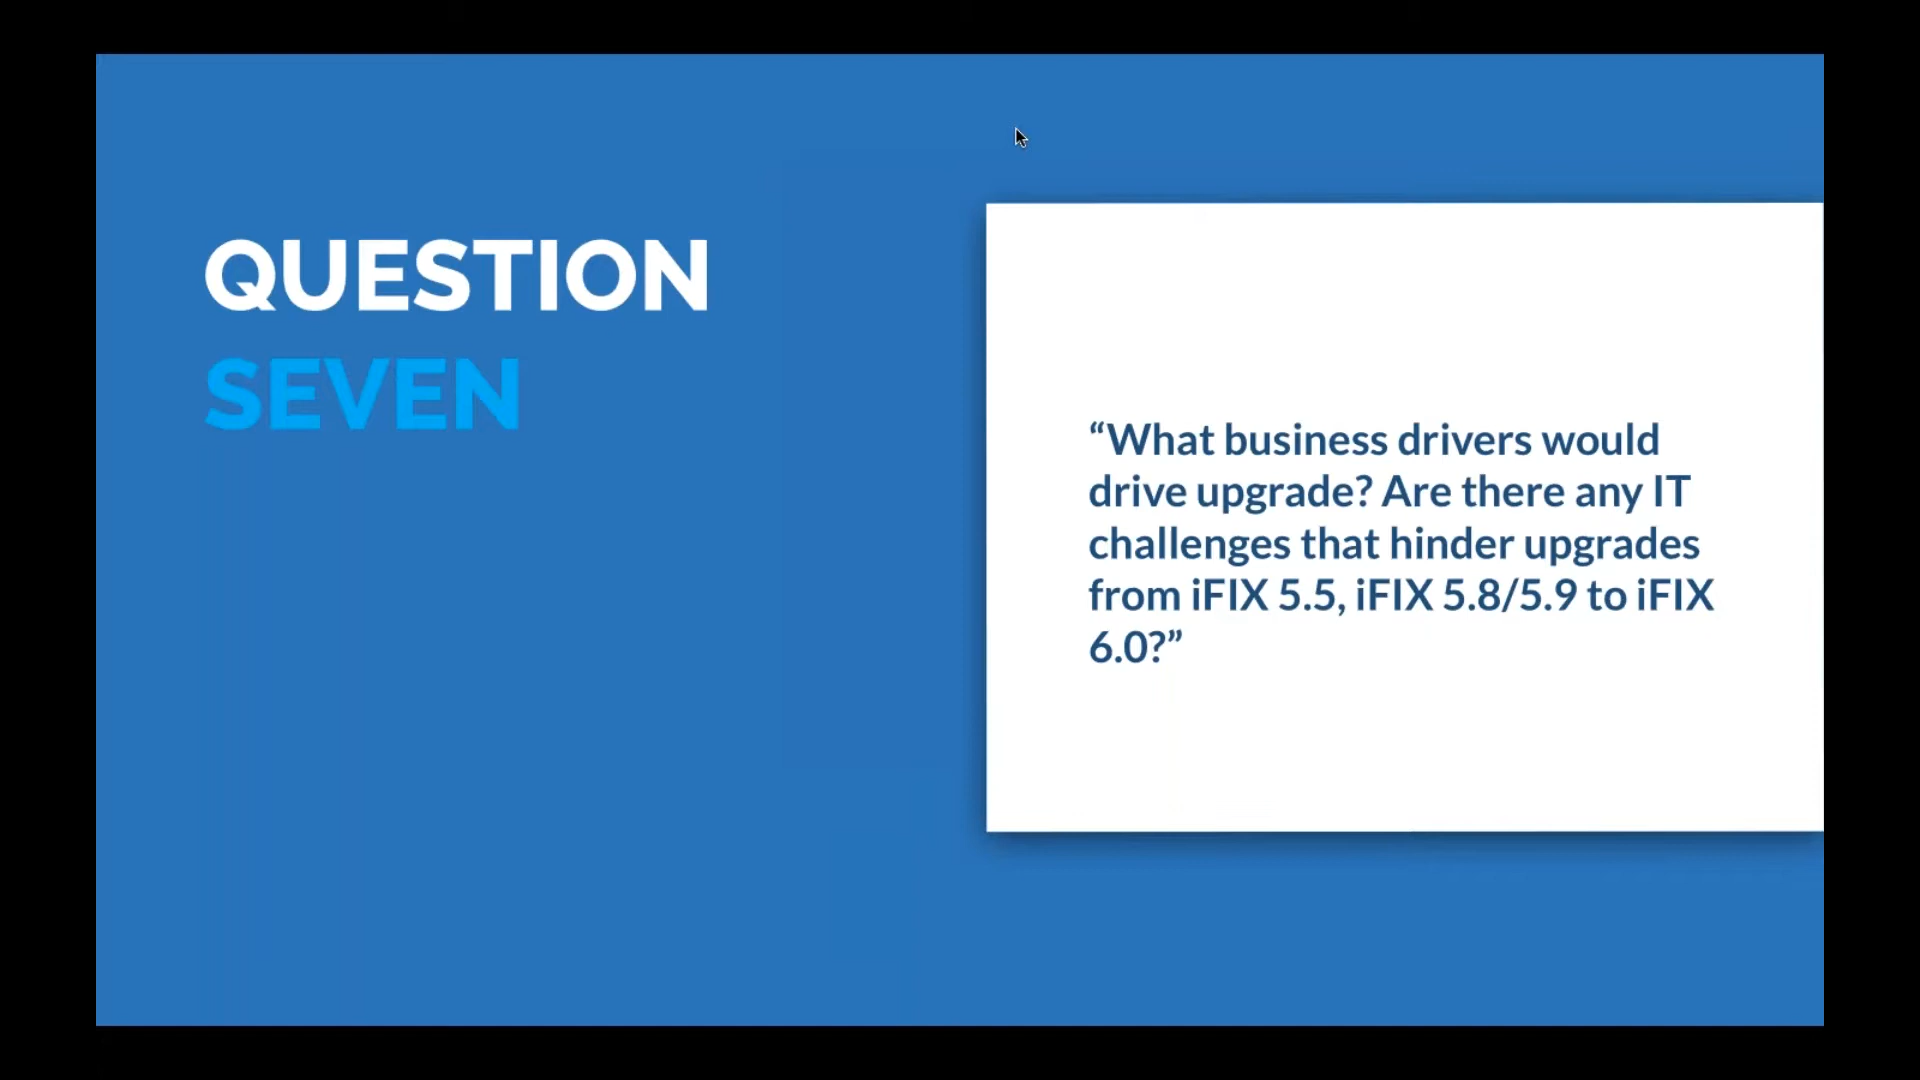 QUESTION
SEVEN
“What business drivers would
drive upgrade? Are there any IT
challenges that hinder upgrades
from iFIX 5.5, iFIX 5.8/5.9 to iFIX
6.0?”